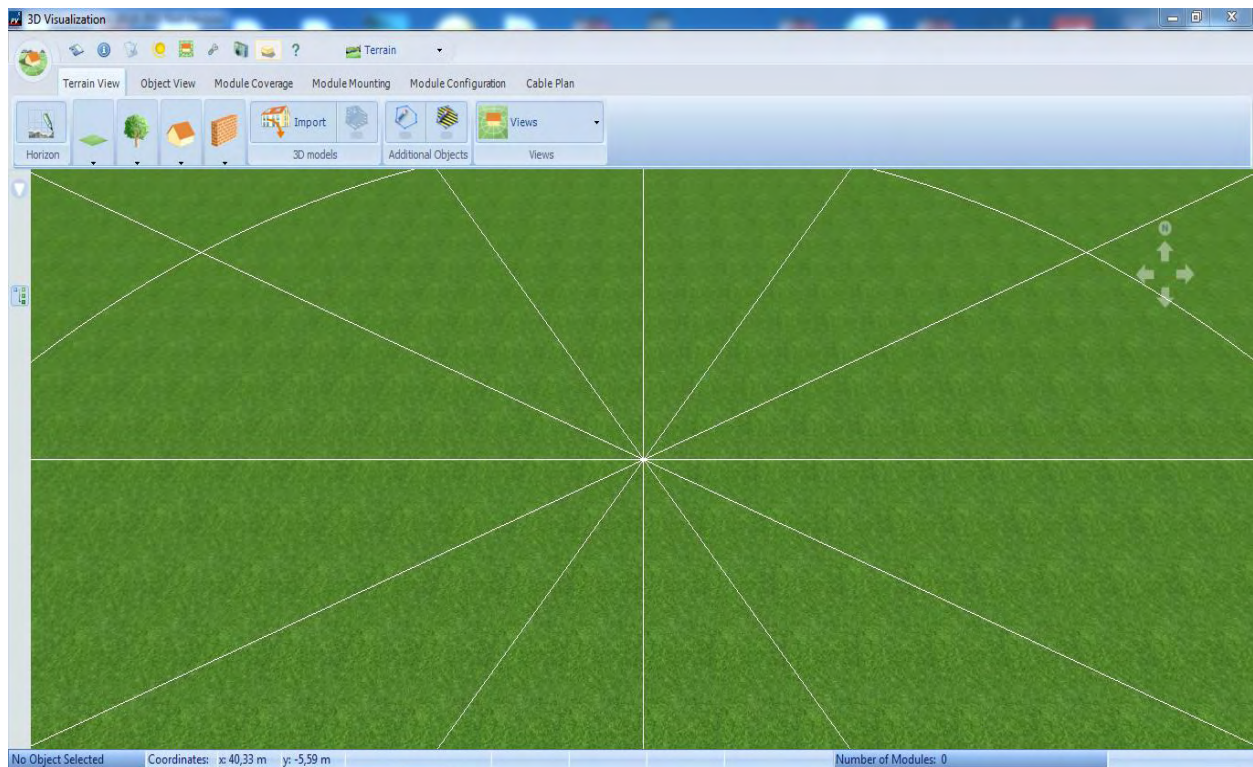 3D Visualization
Terrain
Terrain View Object View Module Coverage Module Mounting Module Configuration Cable Plan
Import
Views
Horizon
3D models
Additional Objects
Views
N
No Object Selected Coordinates: x: 40,33 m y: -5,59 m Number of Modules: 0